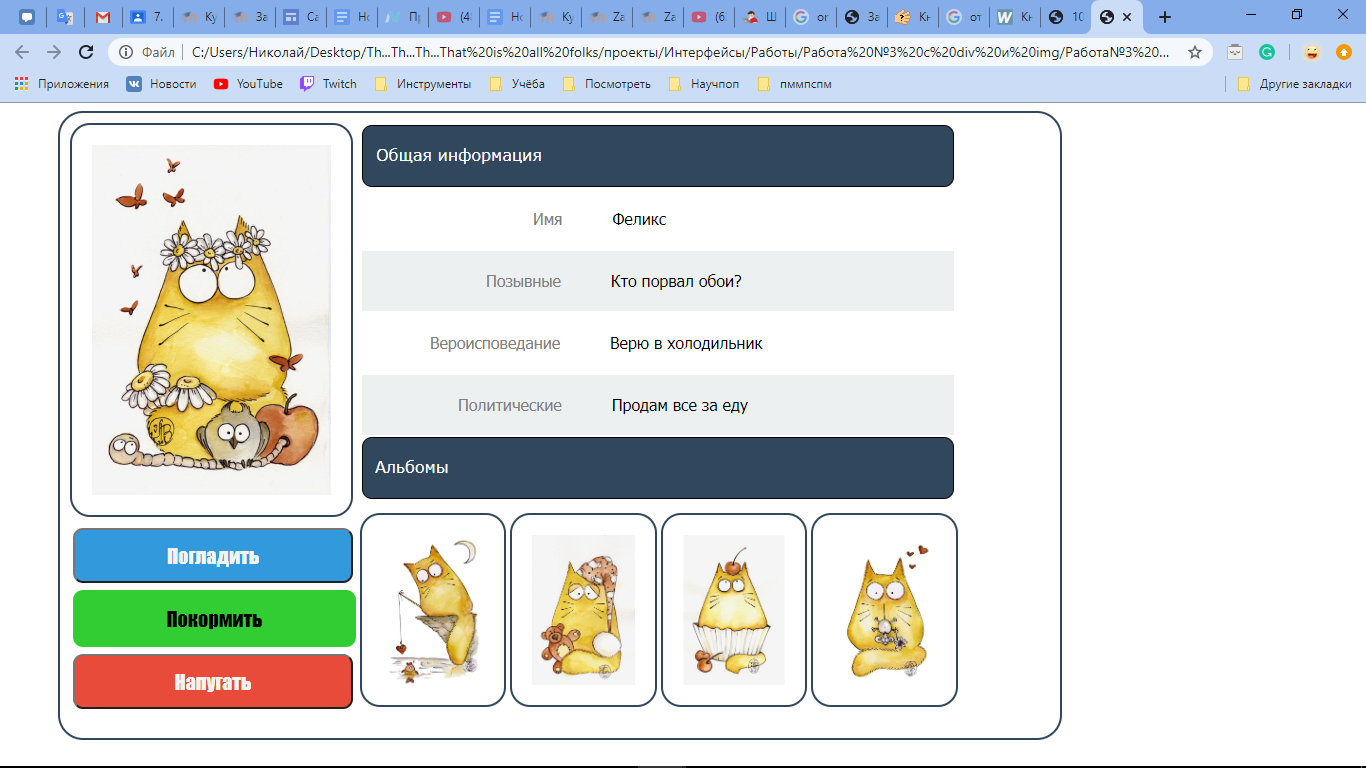 7.
Ку
За
Са
Но
Пр
(4
Но
Ку
Za
Za
(6
Ш
ог
За
Кн
от
Кн
10
Файл
C:/Users/Николай/Desktop/Th...Th...Th...That%20is%20all%20folks/проекты/Интерфейсы/Работы/Работа%20№3%20с%20div%20и%20img/Работа№3%20...
Приложения
Новости
YouTube
Twitch
Инструменты
Учёба
Посмотреть
Научпоп
пммпспм
Другие закладки
Общая информация
Имя Феликс
Позывные Кто порвал обои?
Вероисповедание Верю в холодильник
Политические Продам все за еду
Альбомы
Погладить
Покормить
Напугать